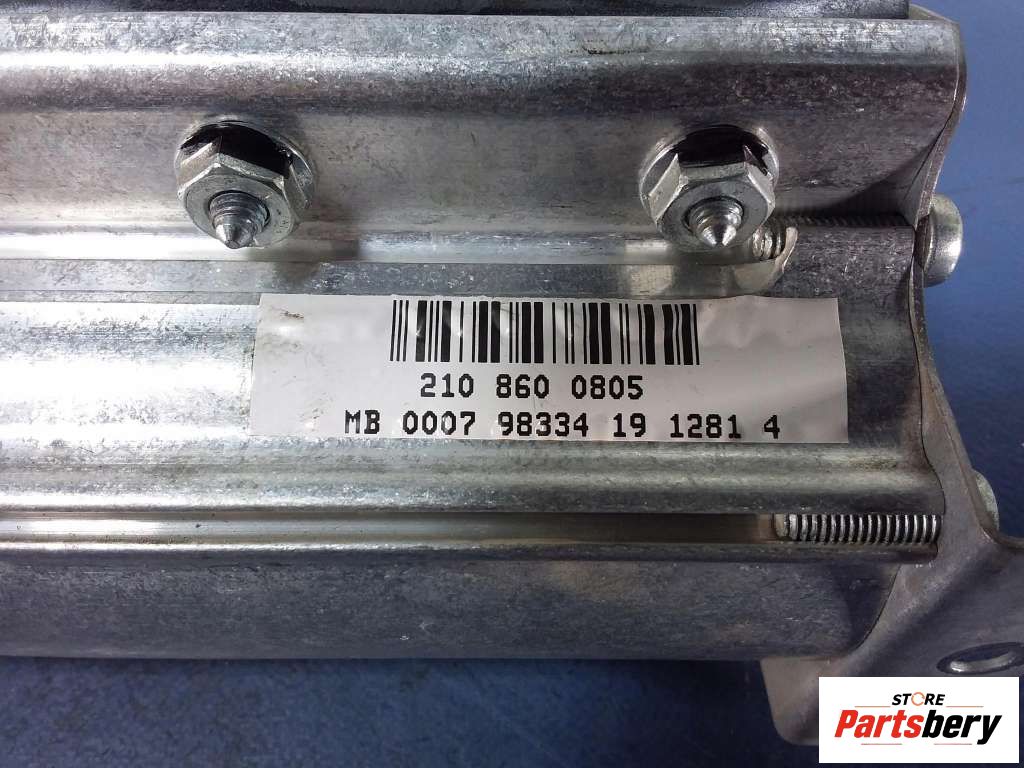 210 860 0805
MB 0007 98334 19 1281 4
STORE
Partsbery